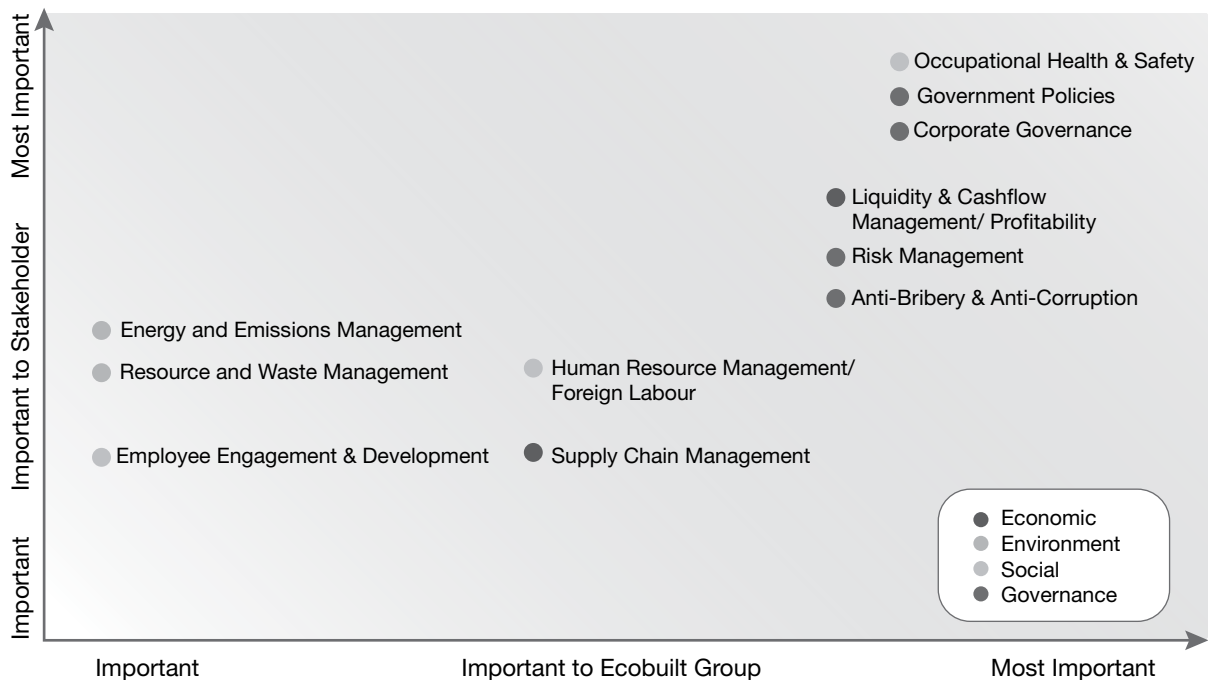 Most Important
Important to Stakeholder
Important
Occupational Health & Safety
Government Policies
Corporate Governance
Liquidity & Cashflow
Management/ Profitability
Risk Management
Anti-Bribery & Anti-Corruption
Energy and Emissions Management
Resource and Waste Management
Human Resource Management/
Foreign Labour
Employee Engagement & Development
Supply Chain Management
Economic
Environment
Social
Governance
Important
Important to Ecobuilt Group
Most Important